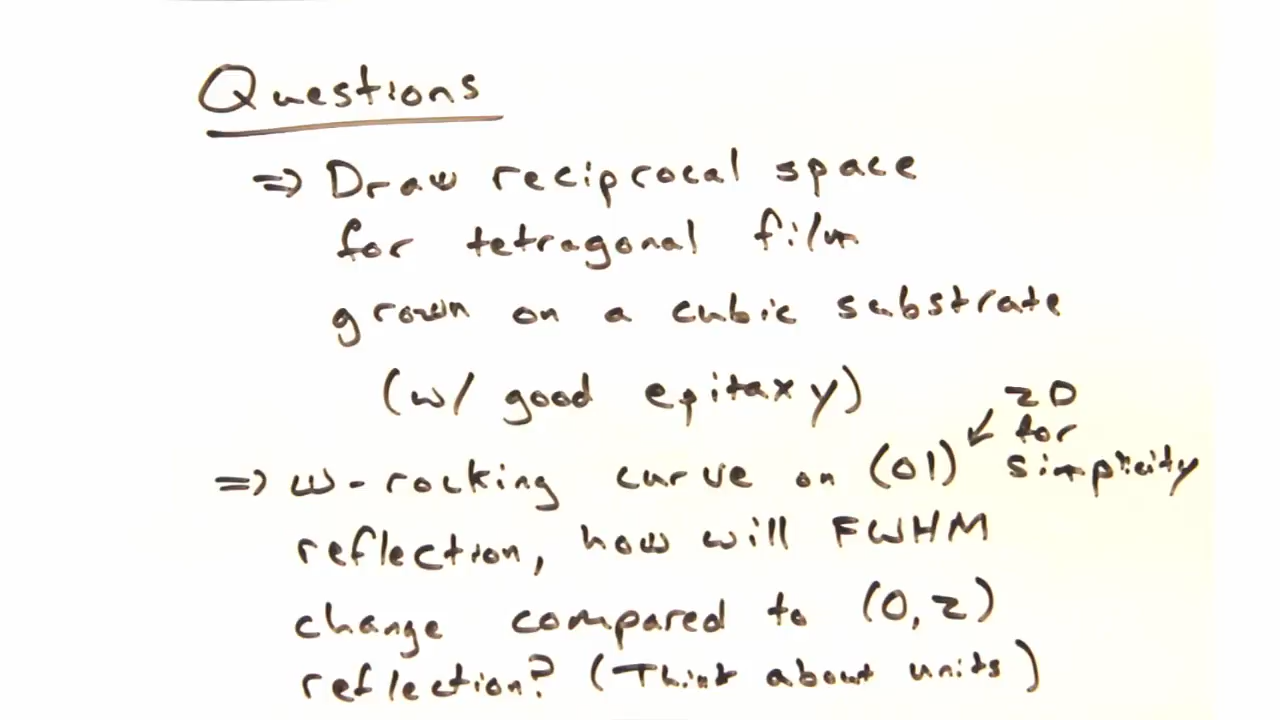 Questions
⇒ Draw reciprocal space
for tetragonal film
grown on a cubic substrate
(w/ good epitaxy)
2D
for
simplicity
⇒ ω-rocking curve on (01)
reflection, how will FWHM
change compared to (0,2)
reflection? (Think about units)